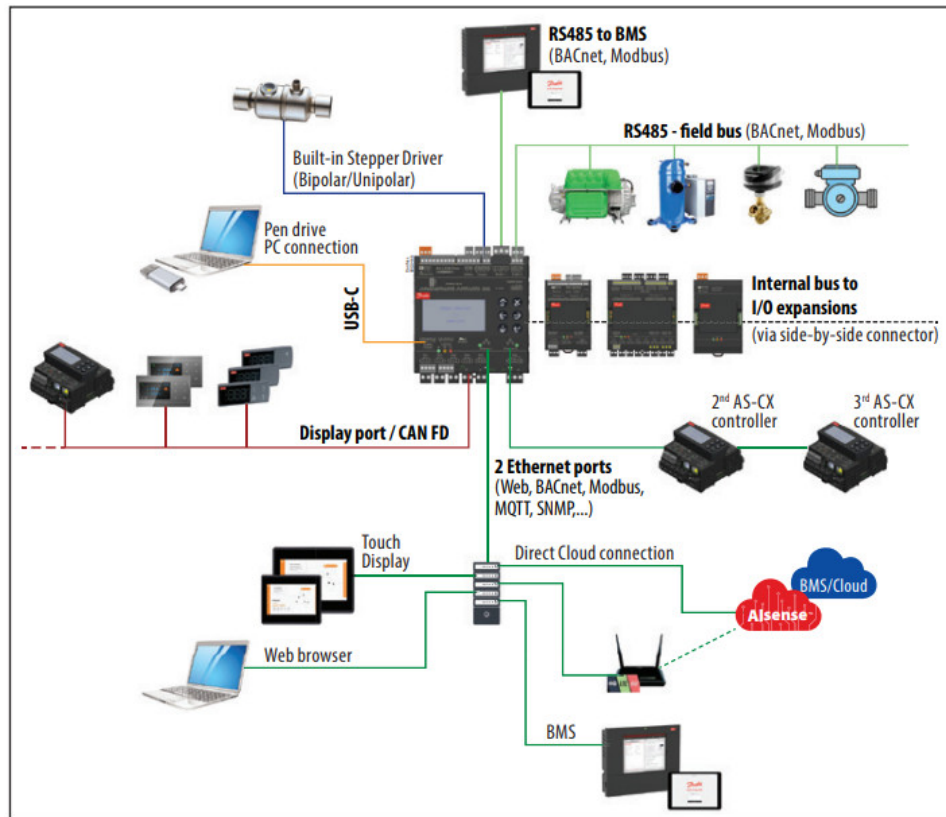 RS485 to BMS
(BACnet, Modbus)
RS485 - field bus (BACnet, Modbus)
Built-in Stepper Driver
(Bipolar/Unipolar)
Pen drive
PC connection
USB-C
Internal bus to
I/O expansions
(via side-by-side connector)
Display port / CAN FD
2nd AS-CX
controller
3rd AS-CX
controller
2 Ethernet ports
(Web, BACnet, Modbus,
MQTT, SNMP,...)
Touch
Display
Direct Cloud connection
BMS/Cloud
Alsense™
Web browser
BMS